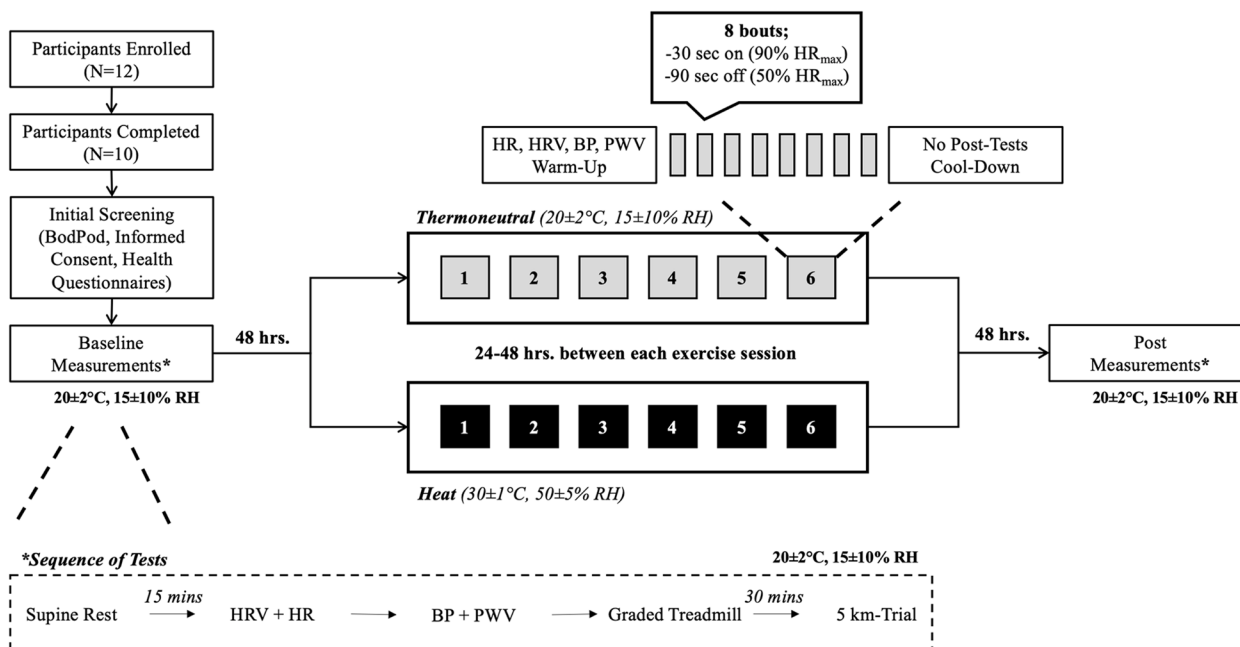 Participants Enrolled
(N=12)
Participants Completed
(N=10)
Initial Screening
(BodPod, Informed
Consent, Health
Questionnaires)
Baseline
Measurements*
20±2°C, 15±10% RH
48 hrs.
8 bouts;
-30 sec on (90% HRmax)
-90 sec off (50% HRmax)
HR, HRV, BP, PWV
Warm-Up
No Post-Tests
Cool-Down
Thermoneutral (20±2°C, 15±10% RH)
1 2 3 4 5 6
24-48 hrs. between each exercise session
1 2 3 4 5 6
Heat (30±1°C, 50±5% RH)
48 hrs.
Post
Measurements*
20±2°C, 15±10% RH
*Sequence of Tests
20±2°C, 15±10% RH
Supine Rest 15 mins HRV + HR BP + PWV Graded Treadmill 30 mins 5 km-Trial